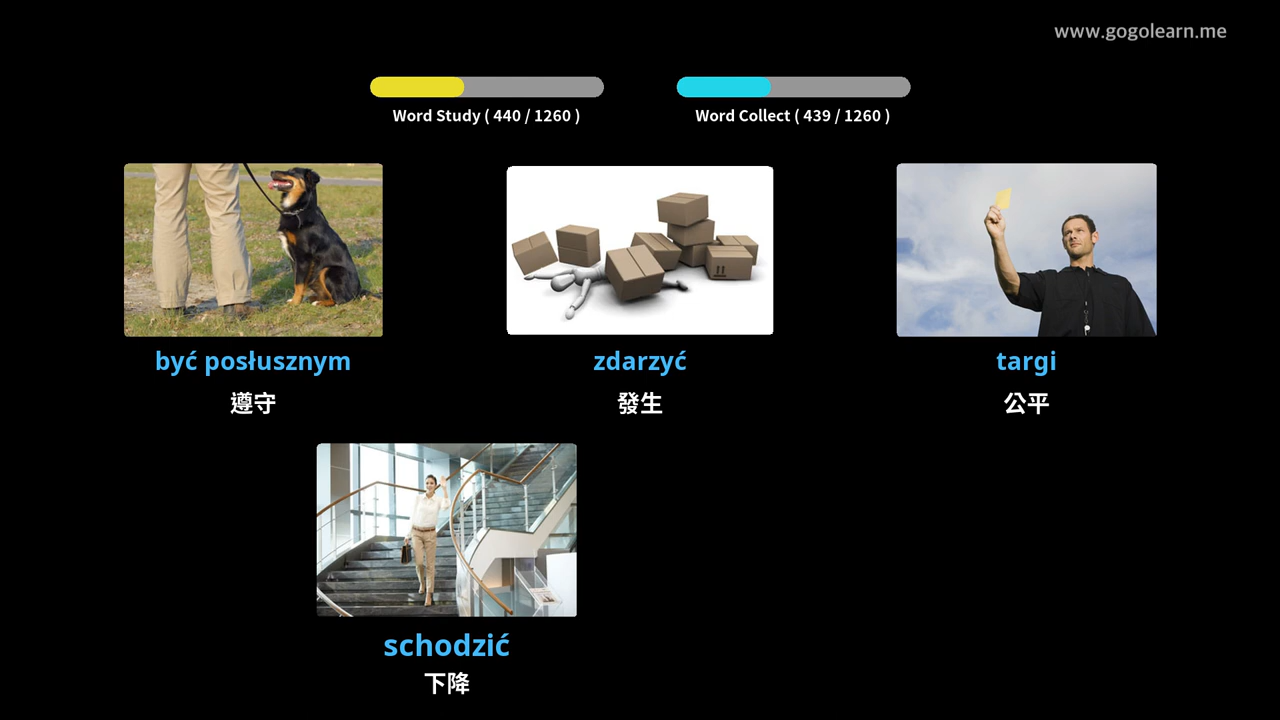 www.gogolearn.me
Word Study ( 440 / 1260 )
Word Collect ( 439 / 1260 )
być posłusznym
遵守
zdarzyć
發生
targi
公平
schodzić
下降